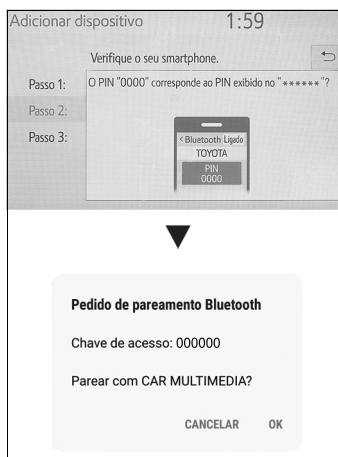 Adicionar dispositivo 1:59
Verifique o seu smartphone.
Passo 1:
O PIN "0000" corresponde ao PIN exibido no "******"?
Passo 2:
Passo 3:
< Bluetooth Ligado
TOYOTA
PIN
0000
Pedido de pareamento Bluetooth
Chave de acesso: 000000
Parear com CAR MULTIMEDIA?
CANCELAR OK